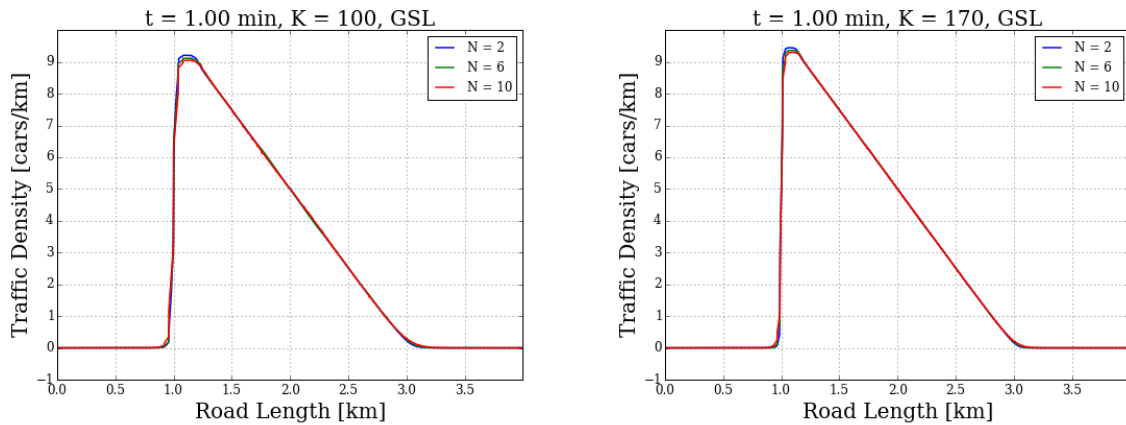 t = 1.00 min, K = 100, GSL
N = 2
N = 6
N = 10
Traffic Density [cars/km]
9
8
7
6
5
4
3
2
1
0
−1
0.0 0.5 1.0 1.5 2.0 2.5 3.0 3.5
Road Length [km]
t = 1.00 min, K = 170, GSL
N = 2
N = 6
N = 10
Traffic Density [cars/km]
9
8
7
6
5
4
3
2
1
0
−1
0.0 0.5 1.0 1.5 2.0 2.5 3.0 3.5
Road Length [km]